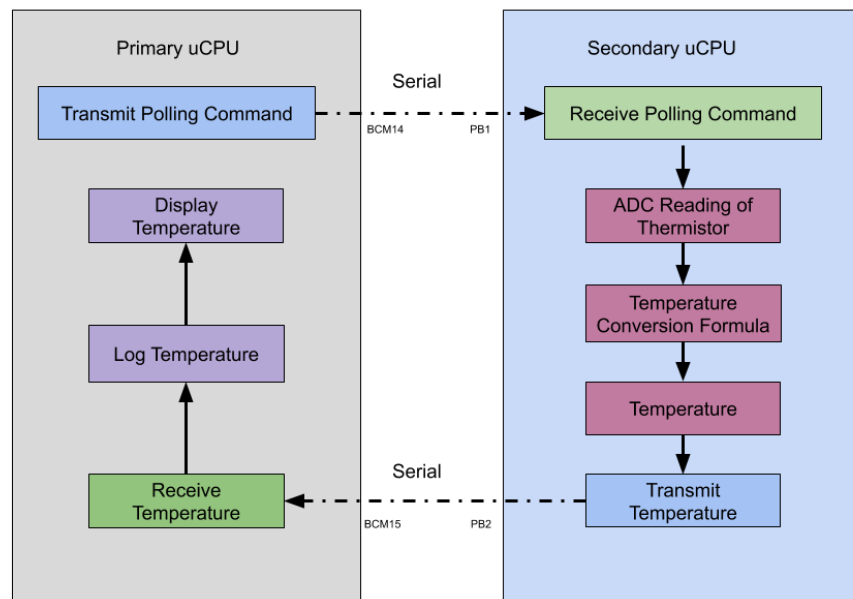 Primary uCPU
Secondary uCPU
Serial
Transmit Polling Command
Receive Polling Command
BCM14
PB1
Display
Temperature
ADC Reading of
Thermistor
Temperature
Conversion Formula
Log Temperature
Temperature
Serial
Receive
Temperature
Transmit
Temperature
BCM15
PB2